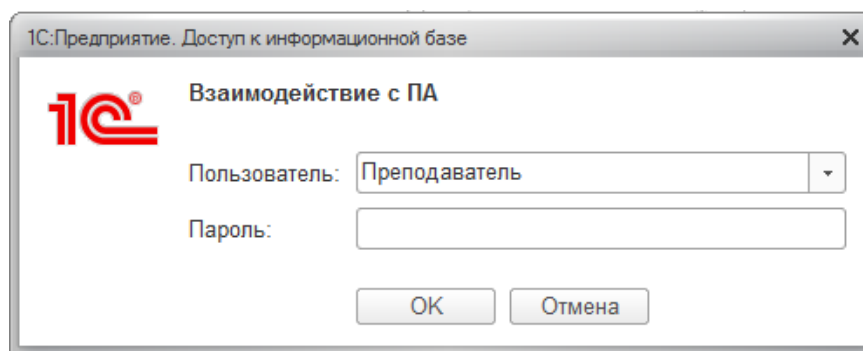 1С:Предприятие. Доступ к информационной базе
1С®
Взаимодействие с ПА
Пользователь: Преподаватель
Пароль:
OK Отмена